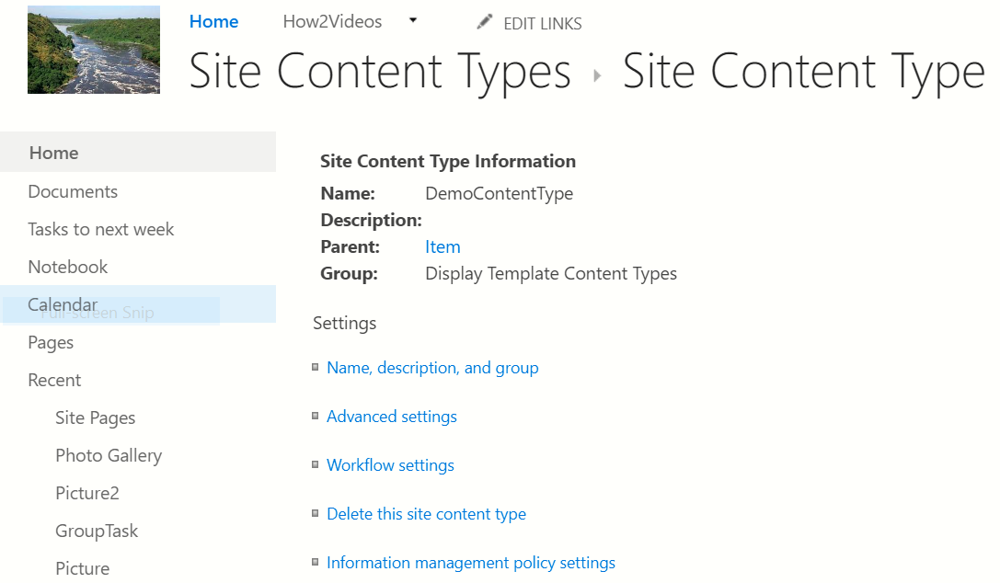 Home How2Videos EDIT LINKS
Site Content Types Site Content Type
Home
Documents
Tasks to next week
Notebook
Calendar
Full-screen Snip
Pages
Recent
Site Pages
Photo Gallery
Picture2
GroupTask
Picture
Site Content Type Information
Name: DemoContentType
Description:
Parent: Item
Group: Display Template Content Types
Settings
Name, description, and group
Advanced settings
Workflow settings
Delete this site content type
Information management policy settings